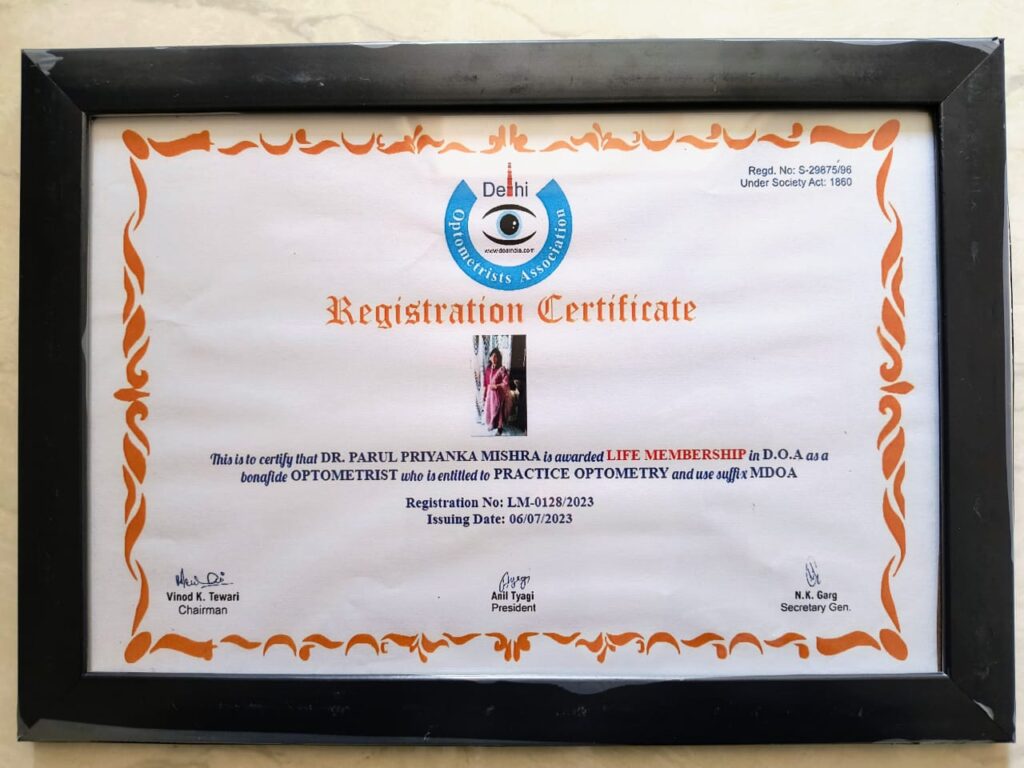 Regd. No: S-29875/96
Under Society Act: 1860
Delhi
www.doaindia.com
Optometrists Association
Registration Certificate
This is to certify that DR. PARUL PRIYANKA MISHRA is awarded LIFE MEMBERSHIP in D.O.A as a
bonafide OPTOMETRIST who is entitled to PRACTICE OPTOMETRY and use suffix MDOA
Registration No: LM-0128/2023
Issuing Date: 06/07/2023
Vinod K. Tewari
Chairman
Anil Tyagi
President
N.K. Garg
Secretary Gen.